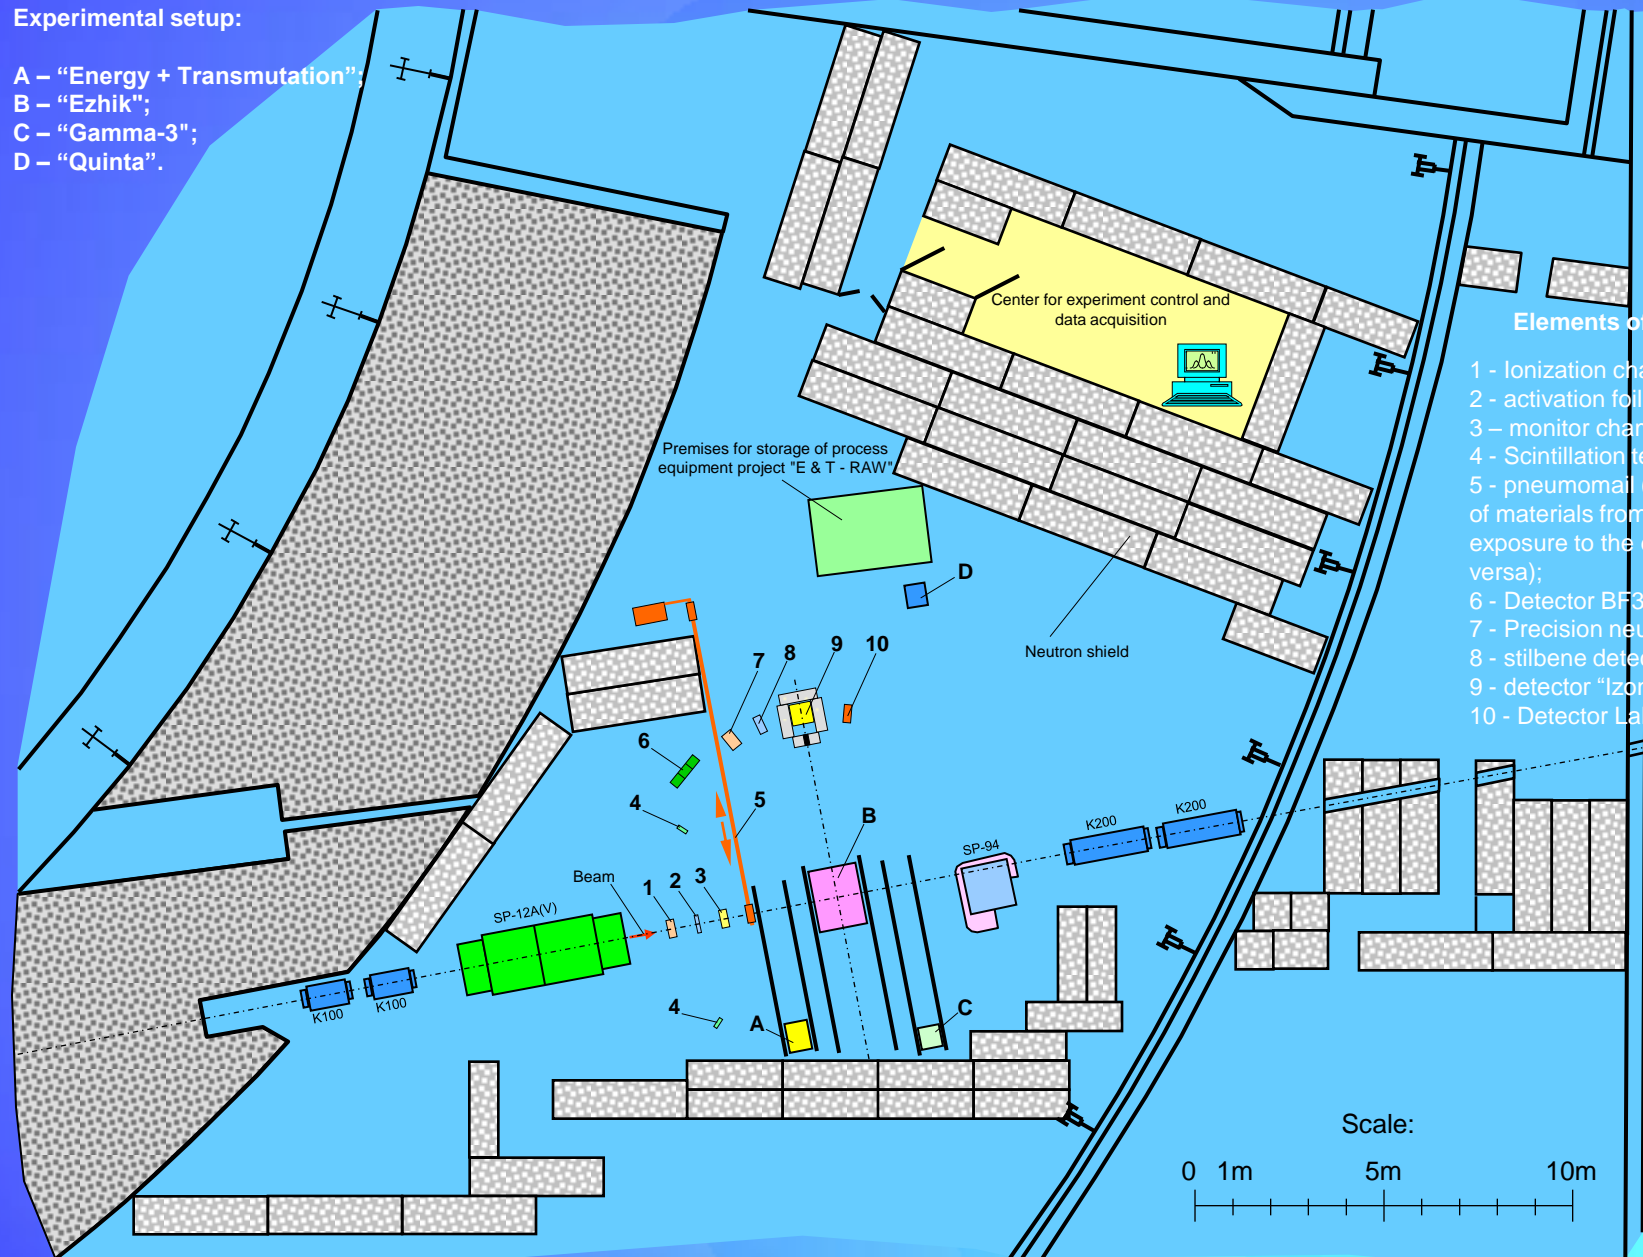 Experimental setup:
A – “Energy + Transmutation”;
B – “Ezhik";
C – “Gamma-3";
D – “Quinta”.
Center for experiment control and
data acquisition
Elements of
1 - Ionization cha
2 - activation foil
3 – monitor cham
4 - Scintillation te
5 - pneumomail (
of materials from
exposure to the
versa);
6 - Detector BF3
7 - Precision neu
8 - stilbene detec
9 - detector “Izom
10 - Detector La
Premises for storage of process
equipment project "E & T - RAW"
D
Neutron shield
7
8
9
10
6
4
5
B
K200
K200
SP-94
Beam
1
2
3
SP-12A(V)
K100
K100
4
A
C
Scale:
0 1m 5m 10m